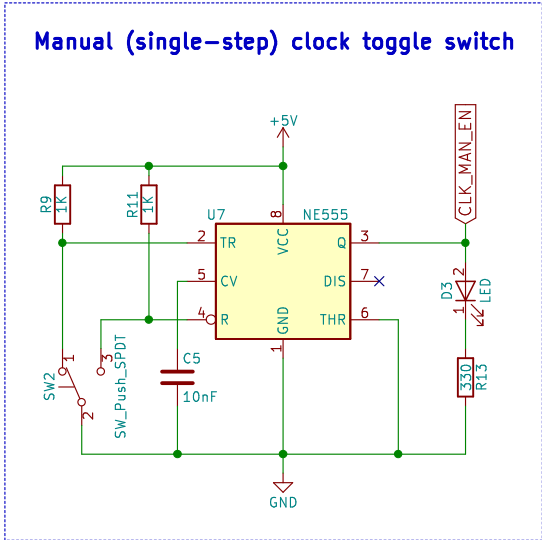 Manual (single-step) clock toggle switch
+5V
CLK_MAN_EN
R9
1K
R11
1K
U7
NE555
8
VCC
2
TR
Q
3
5
CV
DIS
7
4
R
THR
6
GND
1
D3
2
1
LED
330
R13
C5
10nF
SW2
1
3
2
SW_Push_SPDT
GND